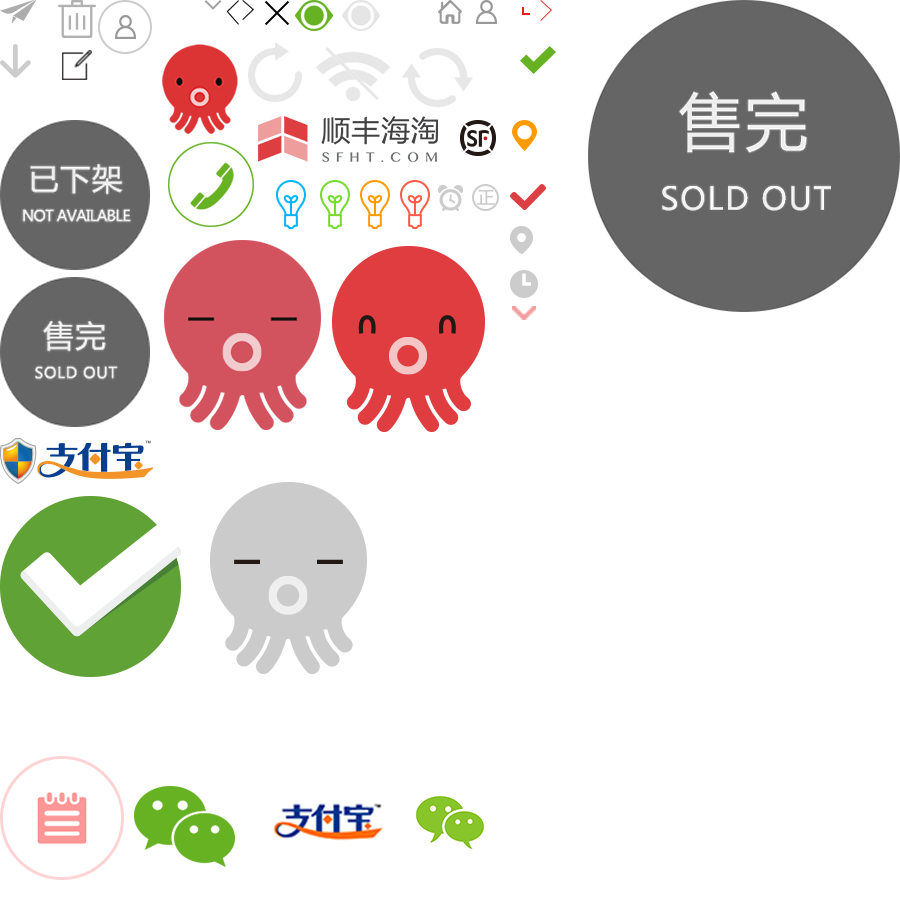 顺丰海淘
SFHT.COM
SF
正
已下架
NOT AVAILABLE
售完
SOLD OUT
售完
SOLD OUT
支付宝™
支付宝™